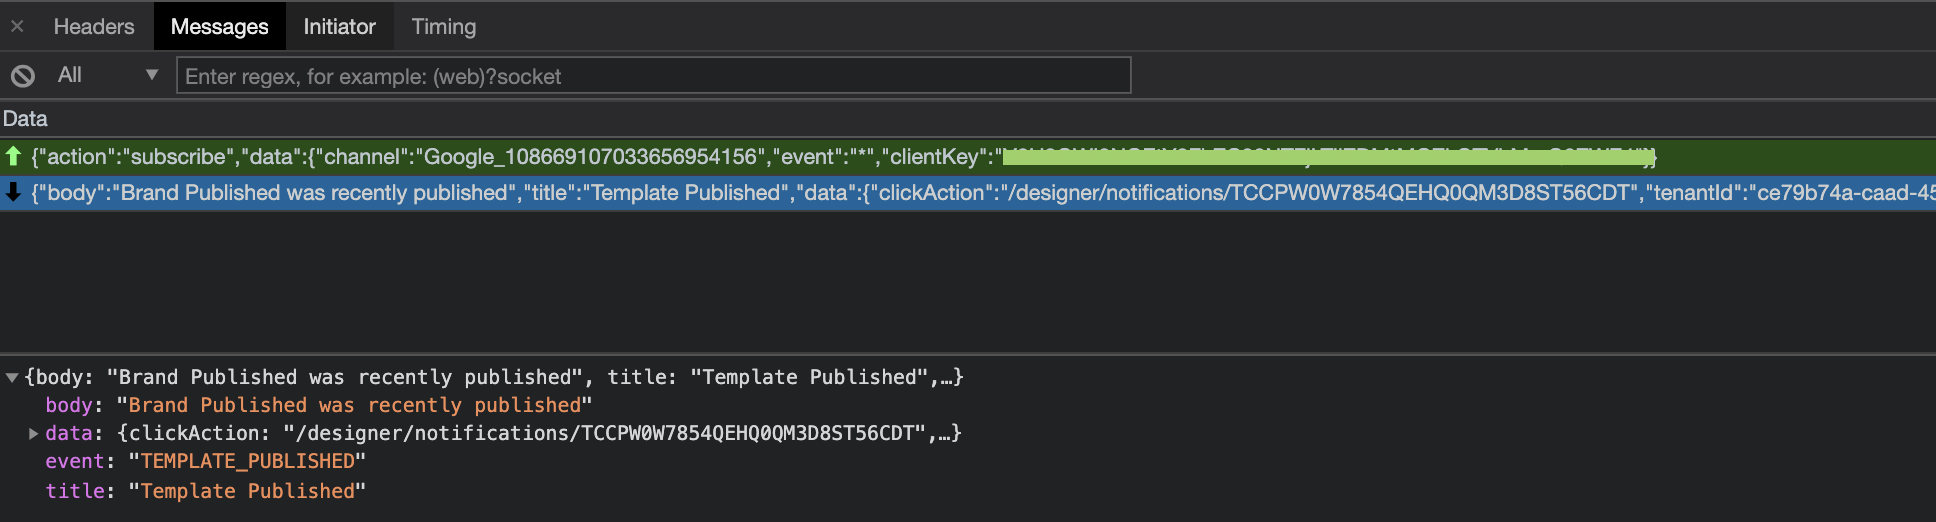 × Headers Messages Initiator Timing
All ▼ Enter regex, for example: (web)?socket
Data
{"action":"subscribe","data":{"channel":"Google_108669107033656954156","event":"*","clientKey":"
{"body":"Brand Published was recently published","title":"Template Published","data":{"clickAction":"/designer/notifications/TCCPW0W7854QEHQ0QM3D8ST56CDT","tenantId":"ce79b74a-caad-45
▼{body: "Brand Published was recently published", title: "Template Published",…}
body: "Brand Published was recently published"
▶data: {clickAction: "/designer/notifications/TCCPW0W7854QEHQ0QM3D8ST56CDT",…}
event: "TEMPLATE_PUBLISHED"
title: "Template Published"